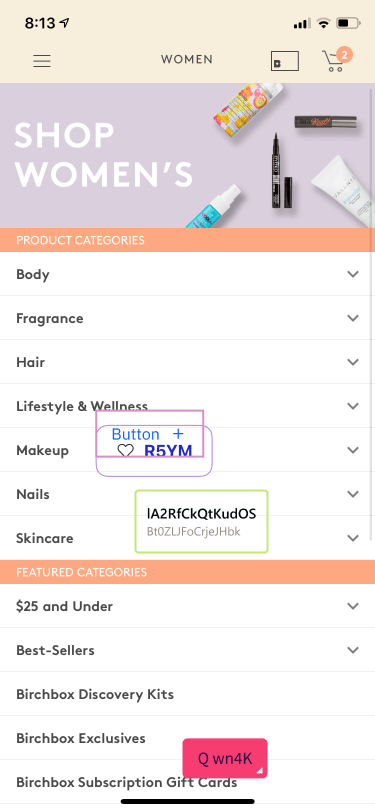 8:13
WOMEN
B
2
SHOP
WOMEN'S
PRODUCT CATEGORIES
Body
Fragrance
Hair
Lifestyle & Wellness
Button +
Makeup
R5YM
Nails
lA2RfCkQtKudOS
Bt0ZLJFoCrjeJHbk
Skincare
FEATURED CATEGORIES
$25 and Under
Best-Sellers
Birchbox Discovery Kits
Birchbox Exclusives
Q wn4K
Birchbox Subscription Gift Cards